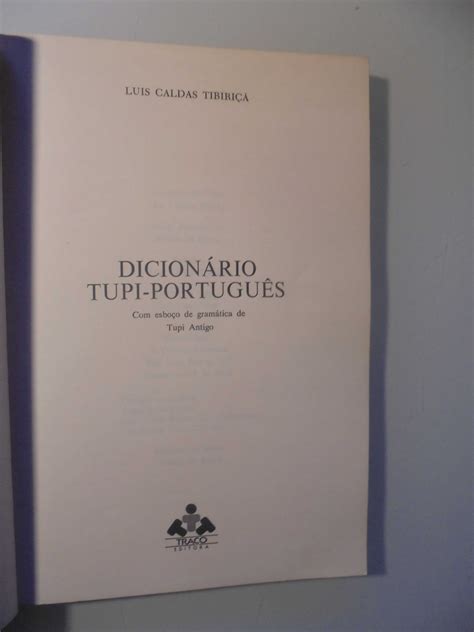 LUIS CALDAS TIBIRIÇÁ
DICIONÁRIO
TUPI-PORTUGUÊS
Com esboço de gramática de
Tupi Antigo
TRAÇO
EDITORA